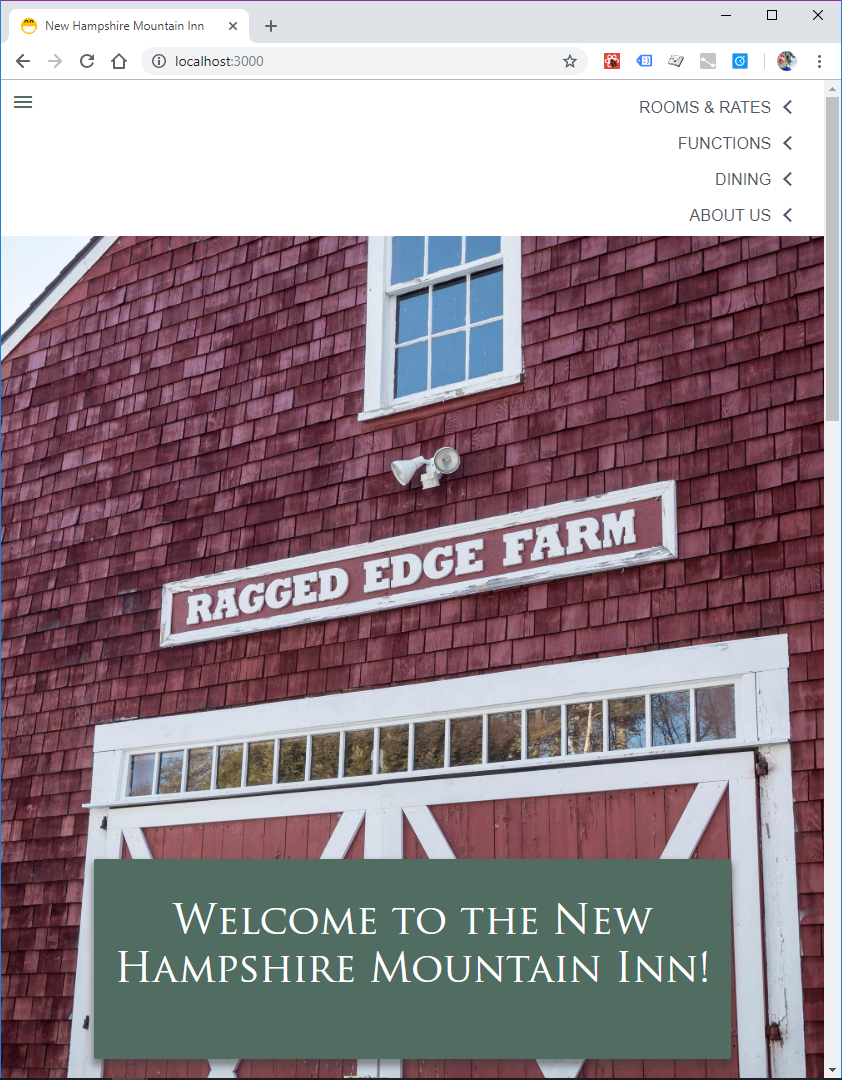 New Hampshire Mountain Inn
localhost:3000
ROOMS & RATES
FUNCTIONS
DINING
ABOUT US
RAGGED EDGE FARM
Welcome to the New
Hampshire Mountain Inn!